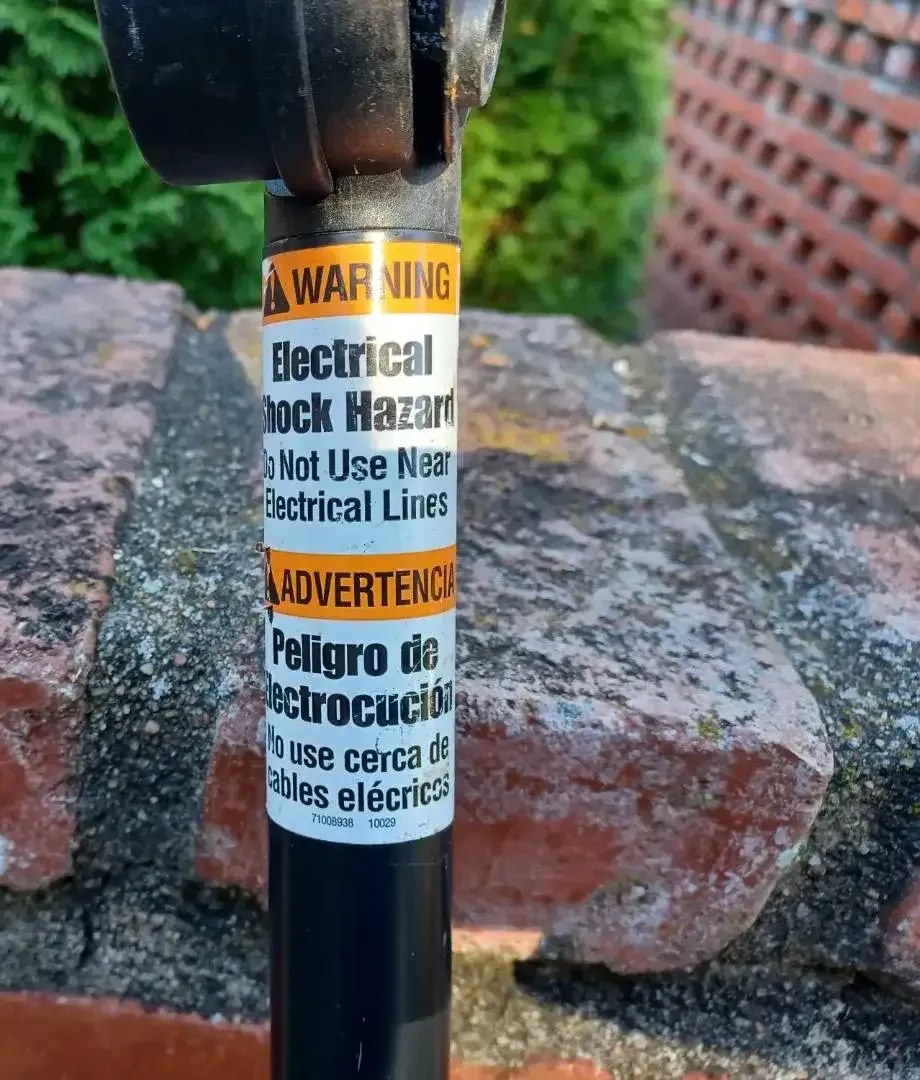 WARNING
Electrical
Shock Hazard
Do Not Use Near
Electrical Lines
ADVERTENCIA
Peligro de
Electrocución
No use cerca de
cables elécricos
71008938 10029